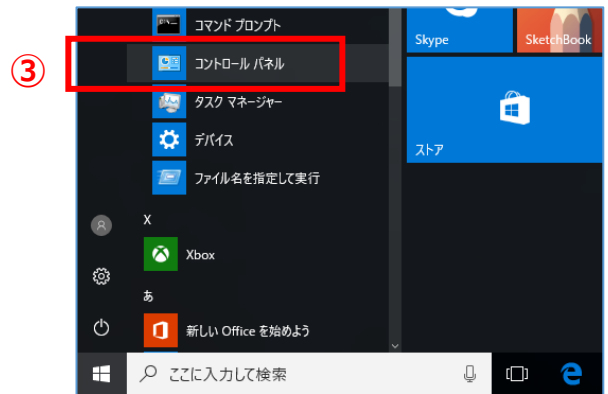 コマンド プロンプト
Skype
SketchBook
③
コントロール パネル
タスク マネージャー
デバイス
ストア
ファイル名を指定して実行
X
Xbox
あ
新しい Office を始めよう
ここに入力して検索